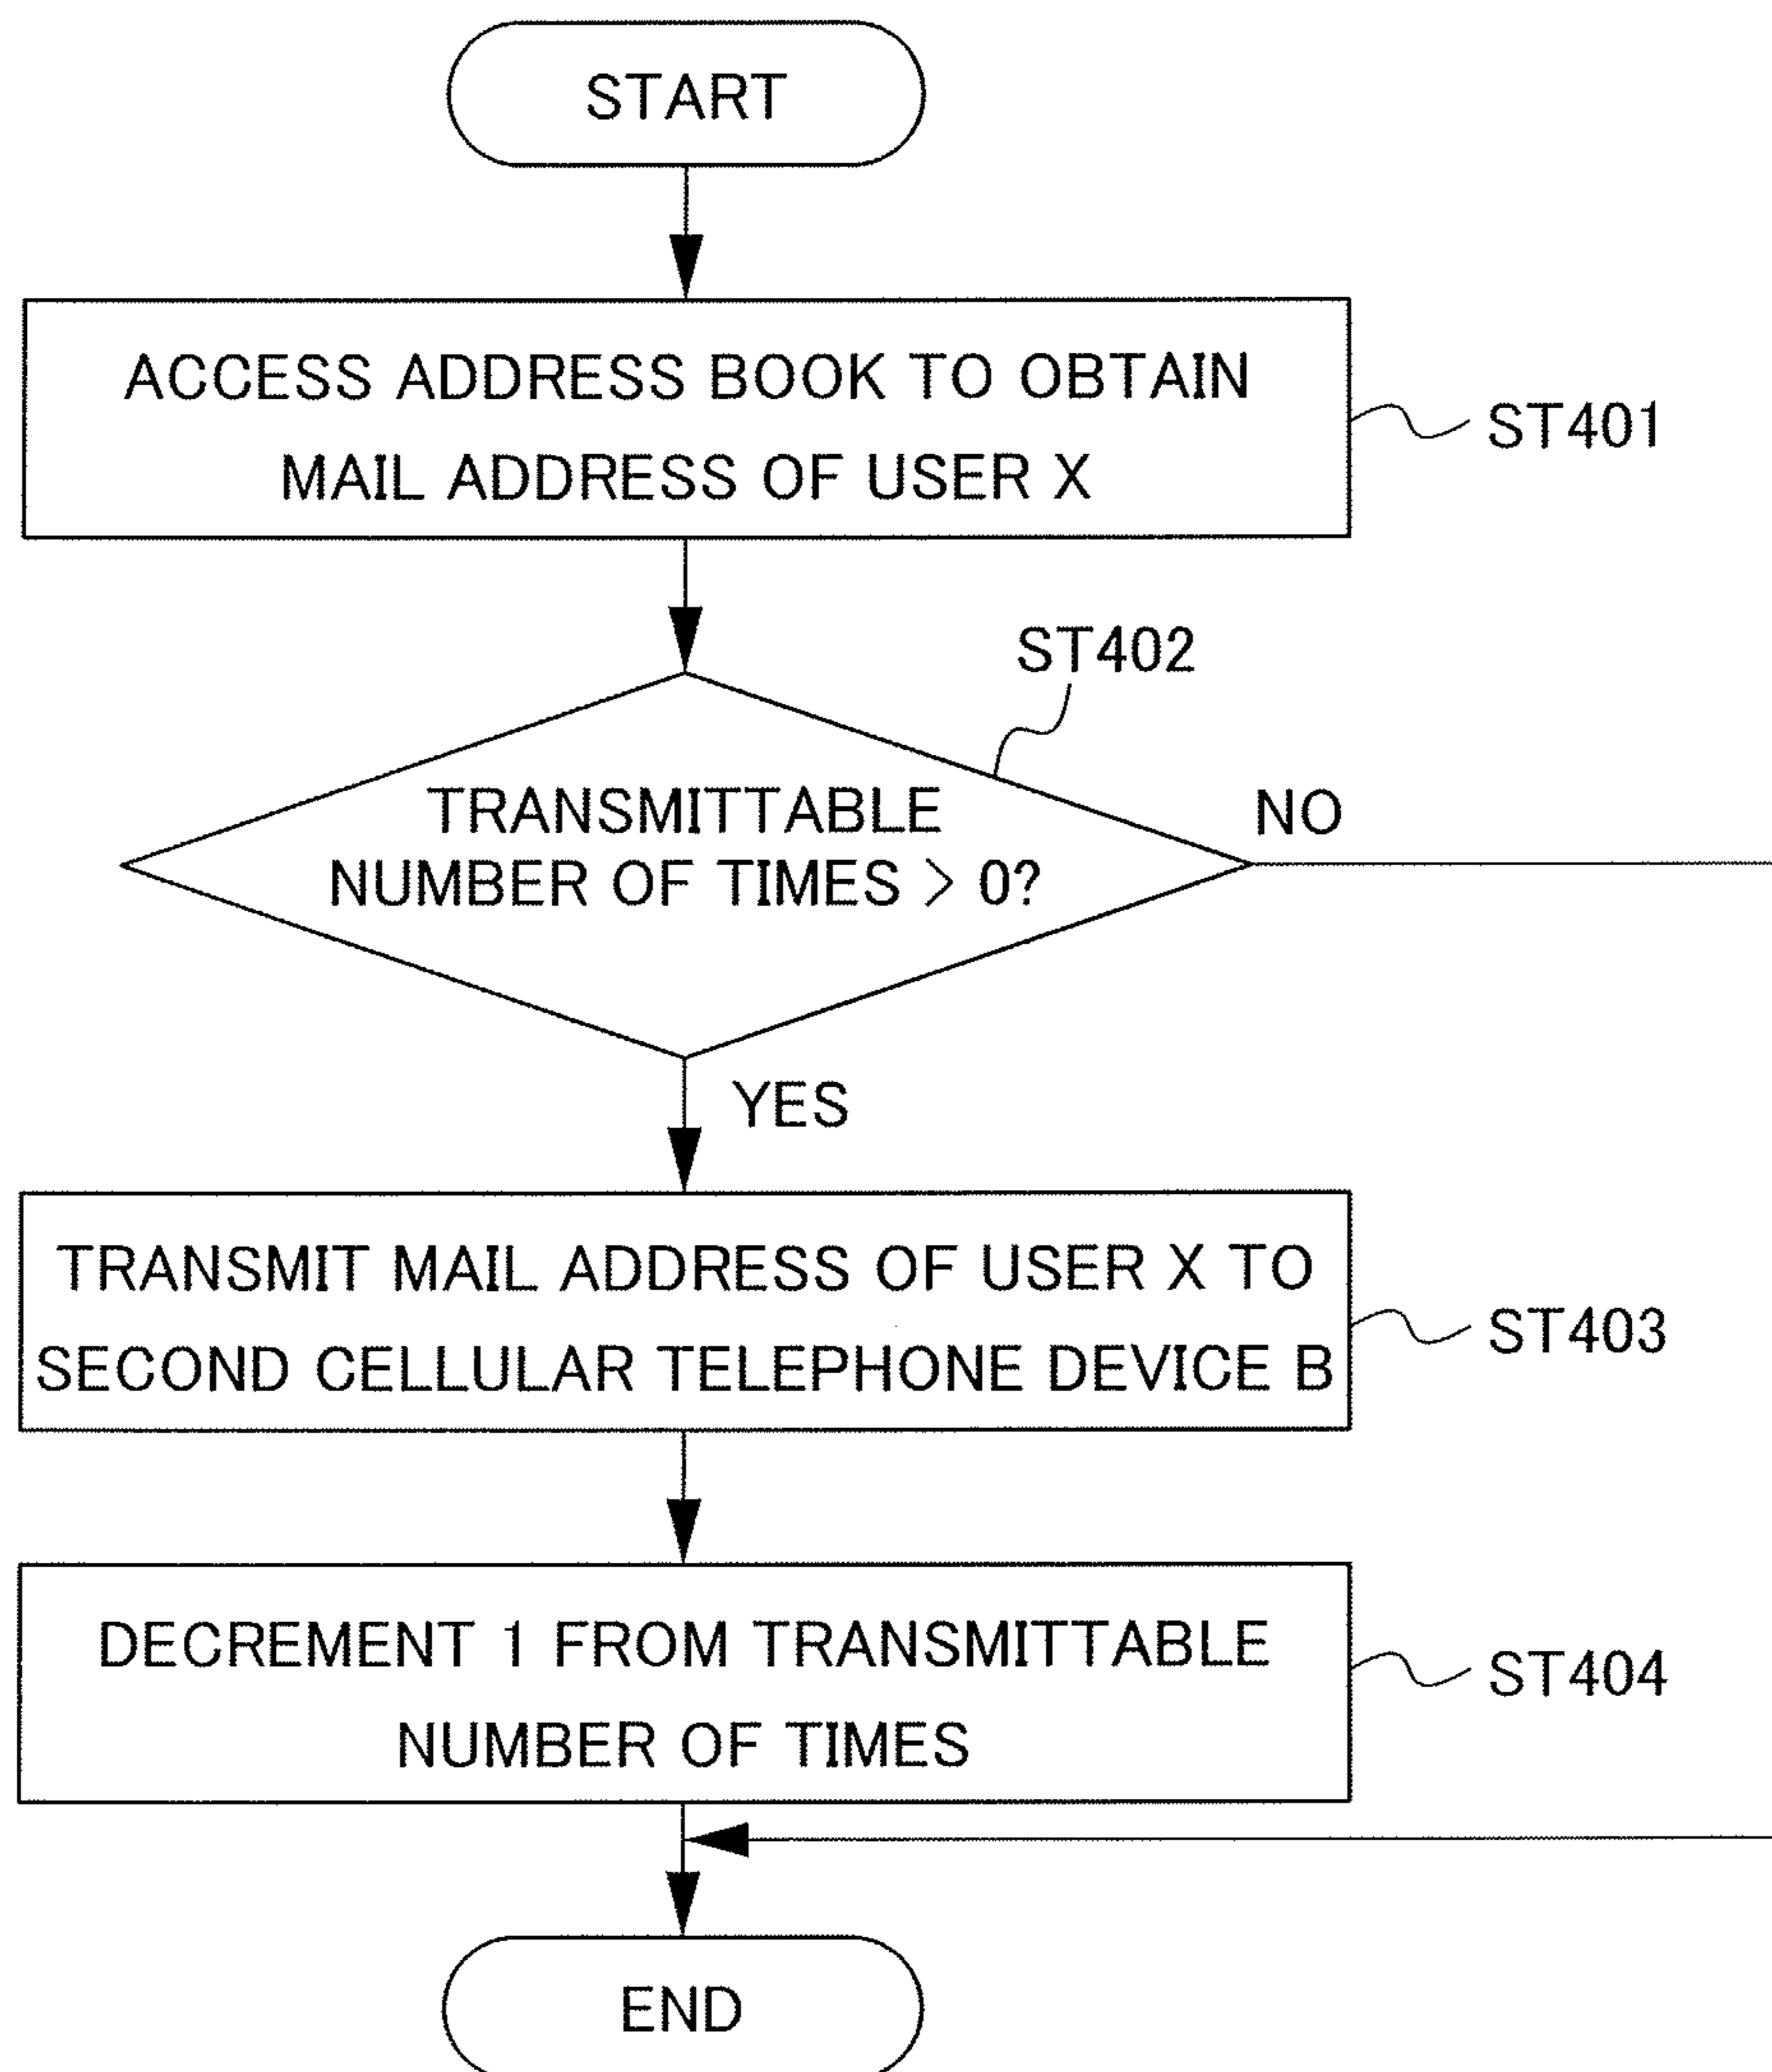 START
ACCESS ADDRESS BOOK TO OBTAIN
MAIL ADDRESS OF USER X
ST401
ST402
TRANSMITTABLE
NUMBER OF TIMES > 0?
NO
YES
TRANSMIT MAIL ADDRESS OF USER X TO
SECOND CELLULAR TELEPHONE DEVICE B
ST403
DECREMENT 1 FROM TRANSMITTABLE
NUMBER OF TIMES
ST404
END